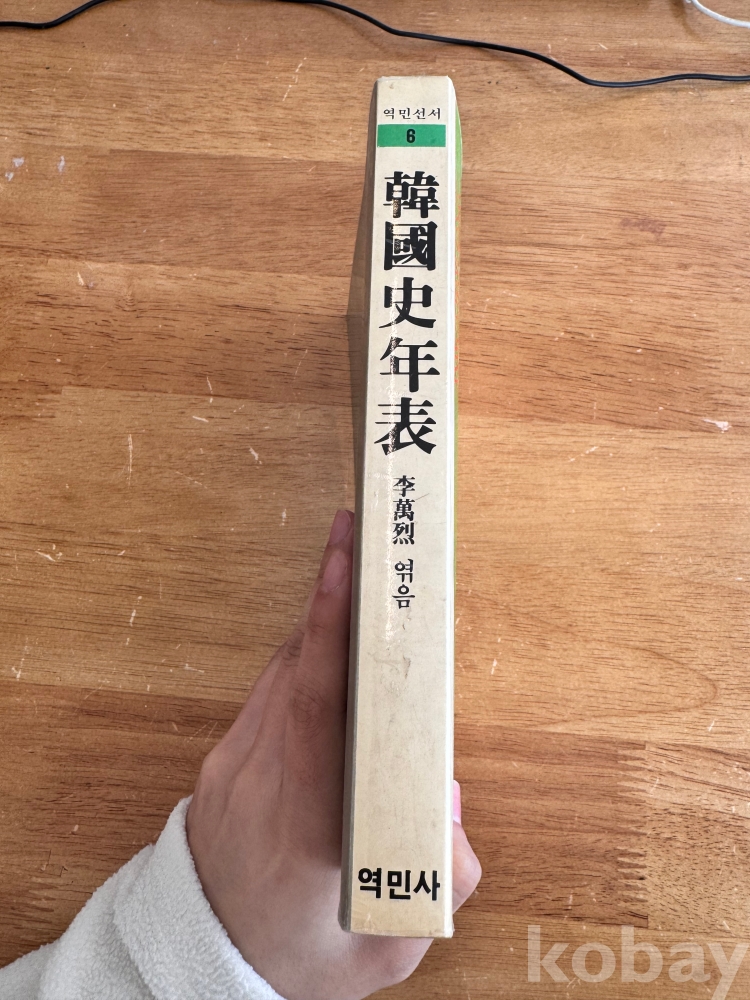 역민선서
6
韓國史年表
李萬烈 엮음
역민사
kobay